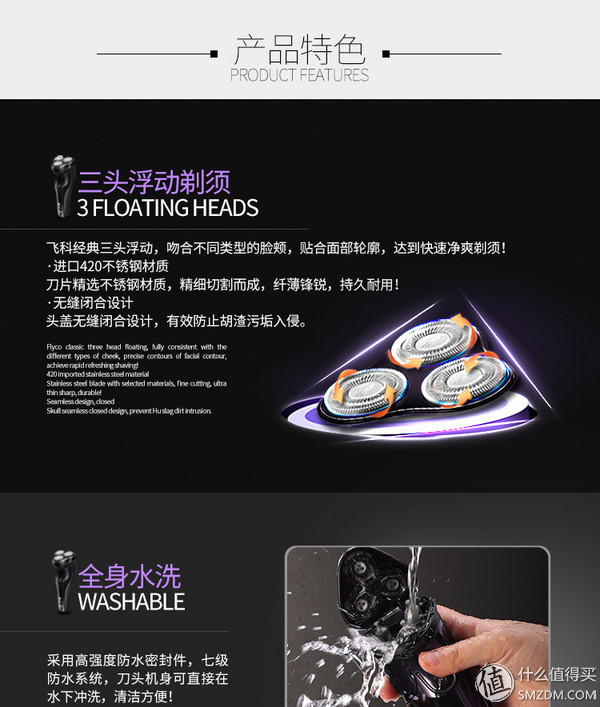 产品特色
PRODUCT FEATURES
三头浮动剃须
3 FLOATING HEADS
飞科经典三头浮动，吻合不同类型的脸颊，贴合面部轮廓，达到快速净爽剃须！
·进口420不锈钢材质
刀片精选不锈钢材质，精细切割而成，纤薄锋锐，持久耐用！
·无缝闭合设计
头盖无缝闭合设计，有效防止胡渣污垢入侵。
Flyco classic three head floating, fully consistent with the
different types of cheek, precise contours of facial contour,
achieve rapid refreshing shaving!
420 imported stainless steel material
Stainless steel blade with selected materials, fine cutting, ultra
thin sharp, durable!
Seamless design, closed
Skull seamless closed design, prevent Hu slag dirt intrusion.
全身水洗
WASHABLE
采用高强度防水密封件，七级
防水系统，刀头机身可直接在
水下冲洗，清洁方便！
值 什么值得买
SMZDM.COM